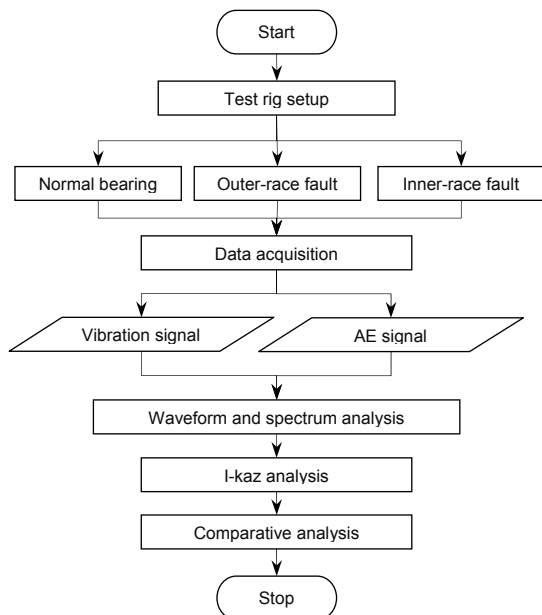 Start
Test rig setup
Normal bearing
Outer-race fault
Inner-race fault
Data acquisition
Vibration signal
AE signal
Waveform and spectrum analysis
I-kaz analysis
Comparative analysis
Stop